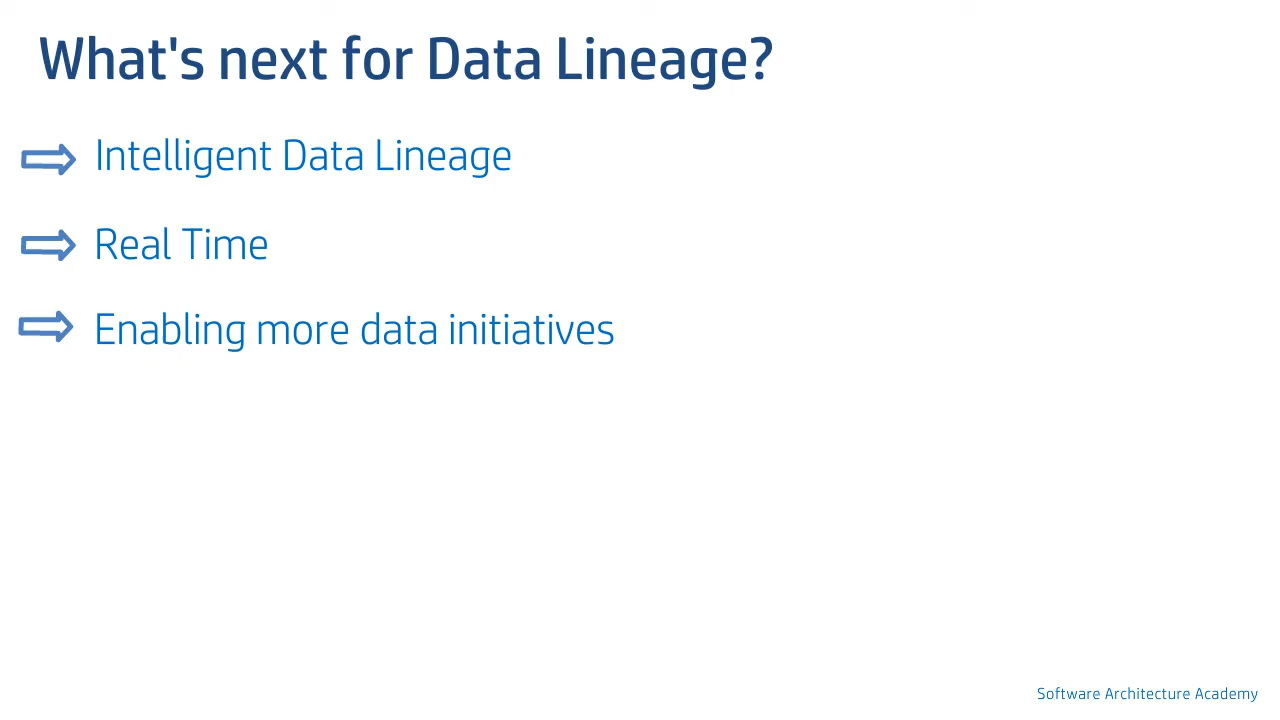 What's next for Data Lineage?
Intelligent Data Lineage
Real Time
Enabling more data initiatives
Software Architecture Academy